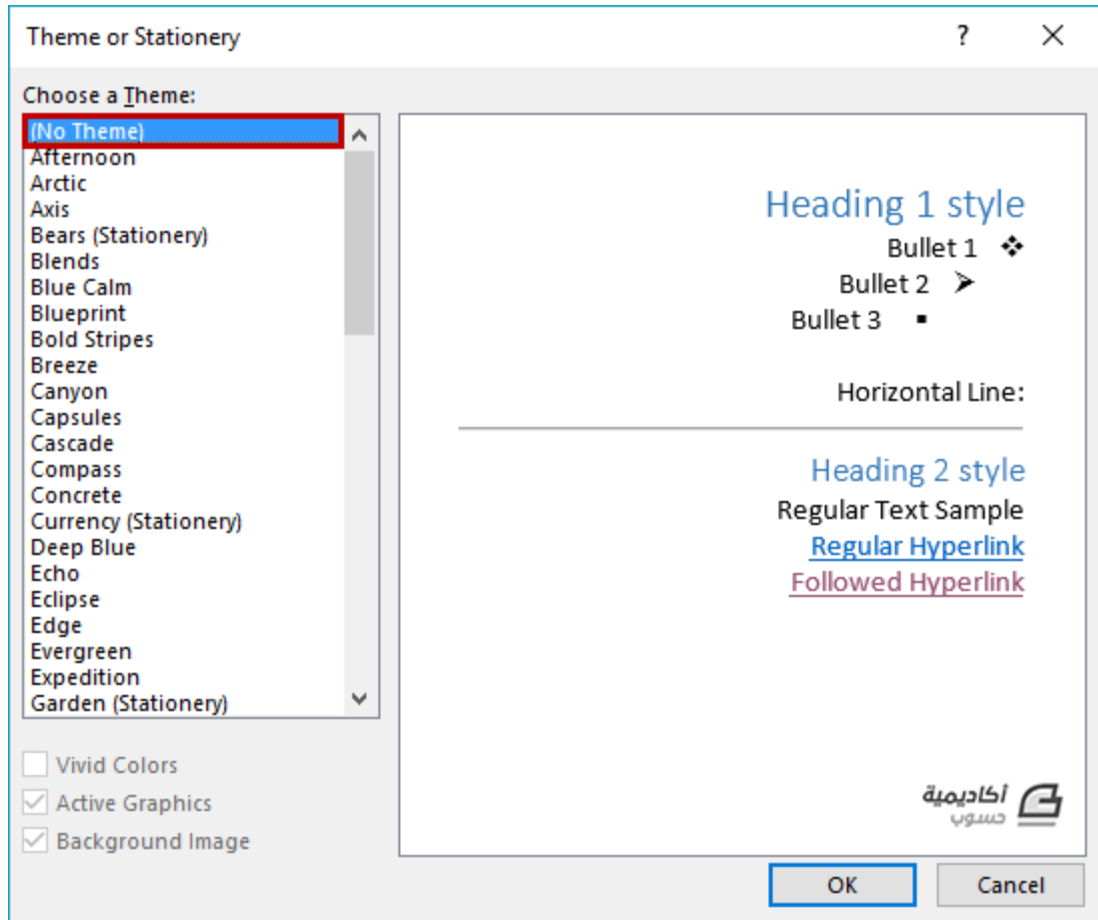 Theme or Stationery
?
Choose a Theme:
(No Theme)
Afternoon
Arctic
Axis
Bears (Stationery)
Blends
Blue Calm
Blueprint
Bold Stripes
Breeze
Canyon
Capsules
Cascade
Compass
Concrete
Currency (Stationery)
Deep Blue
Echo
Eclipse
Edge
Evergreen
Expedition
Garden (Stationery)
Vivid Colors
Active Graphics
Background Image
Heading 1 style
Bullet 1
Bullet 2
Bullet 3
Horizontal Line:
Heading 2 style
Regular Text Sample
Regular Hyperlink
Followed Hyperlink
أكاديمية
حسوب
OK
Cancel